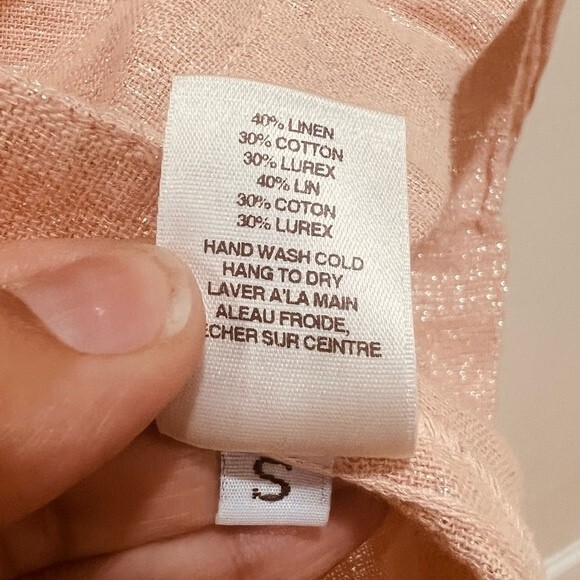 40% LINEN
30% COTTON
30% LUREX
40% LIN
30% COTON
30% LUREX
HAND WASH COLD
HANG TO DRY
LAVER A'LA MAIN
ALEAU FROIDE,
ECHER SUR CEINTRE
S